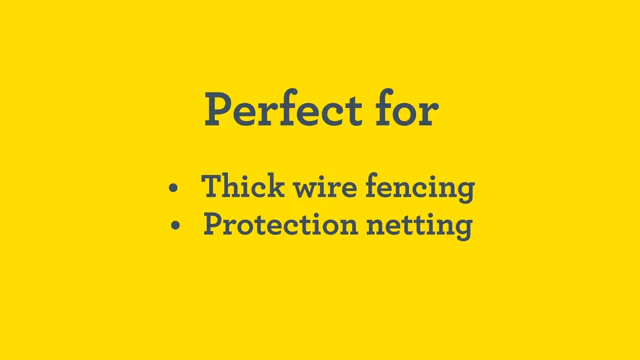 Perfect for
• Thick wire fencing
• Protection netting